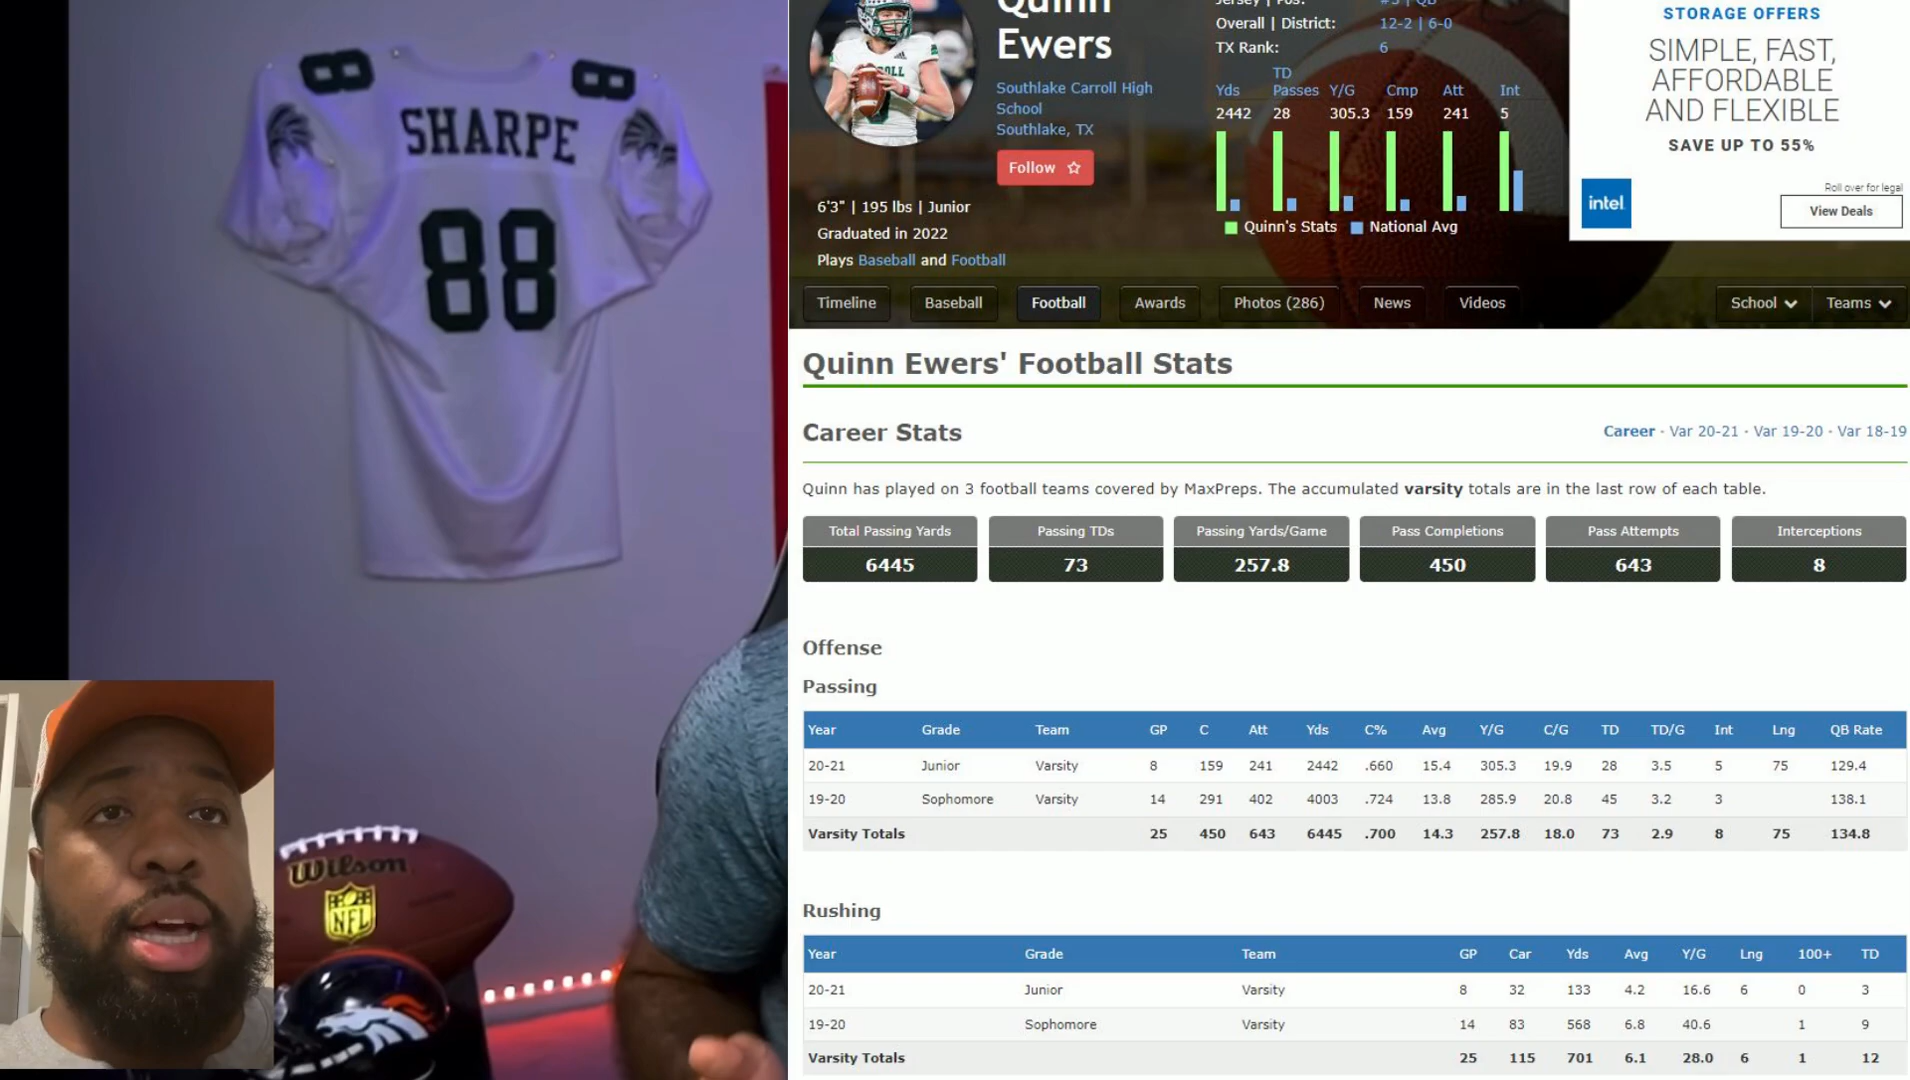 88
88
SHARPE
88
Wilson
NFL
Quinn
Ewers
Southlake Carroll High
School
Southlake, TX
Follow
6'3" | 195 lbs | Junior
Graduated in 2022
Plays Baseball and Football
Jersey | Pos: #3 | QB
Overall | District: 12-2 | 6-0
TX Rank: 6
Yds TD Passes Y/G Cmp Att Int
2442 28 305.3 159 241 5
Quinn's Stats National Avg
STORAGE OFFERS
SIMPLE, FAST,
AFFORDABLE
AND FLEXIBLE
SAVE UP TO 55%
Roll over for legal
intel
View Deals
Timeline Baseball Football Awards Photos (286) News Videos School Teams
Quinn Ewers' Football Stats
Career Stats
Career - Var 20-21 - Var 19-20 - Var 18-19
Quinn has played on 3 football teams covered by MaxPreps. The accumulated varsity totals are in the last row of each table.
Total Passing Yards Passing TDs Passing Yards/Game Pass Completions Pass Attempts Interceptions
6445 73 257.8 450 643 8
Offense
Passing
Year Grade Team GP C Att Yds C% Avg Y/G C/G TD TD/G Int Lng QB Rate
20-21 Junior Varsity 8 159 241 2442 .660 15.4 305.3 19.9 28 3.5 5 75 129.4
19-20 Sophomore Varsity 14 291 402 4003 .724 13.8 285.9 20.8 45 3.2 3 138.1
Varsity Totals 25 450 643 6445 .700 14.3 257.8 18.0 73 2.9 8 75 134.8
Rushing
Year Grade Team GP Car Yds Avg Y/G Lng 100+ TD
20-21 Junior Varsity 8 32 133 4.2 16.6 6 0 3
19-20 Sophomore Varsity 14 83 568 6.8 40.6 1 9
Varsity Totals 25 115 701 6.1 28.0 6 1 12